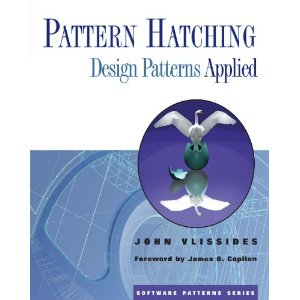 PATTERN HATCHING
Design Patterns Applied
JOHN VLISSIDES
Foreword by James O. Coplien
SOFTWARE PATTERNS SERIES